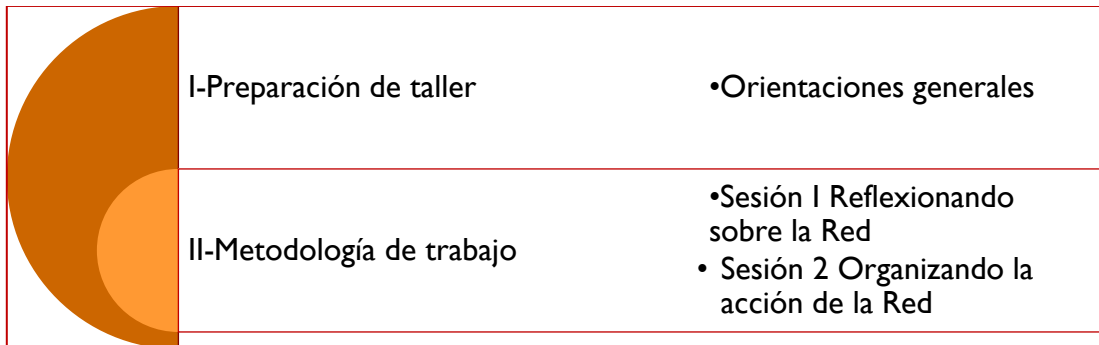 I-Preparación de taller
•Orientaciones generales
II-Metodología de trabajo
•Sesión I Reflexionando
sobre la Red
• Sesión 2 Organizando la
acción de la Red